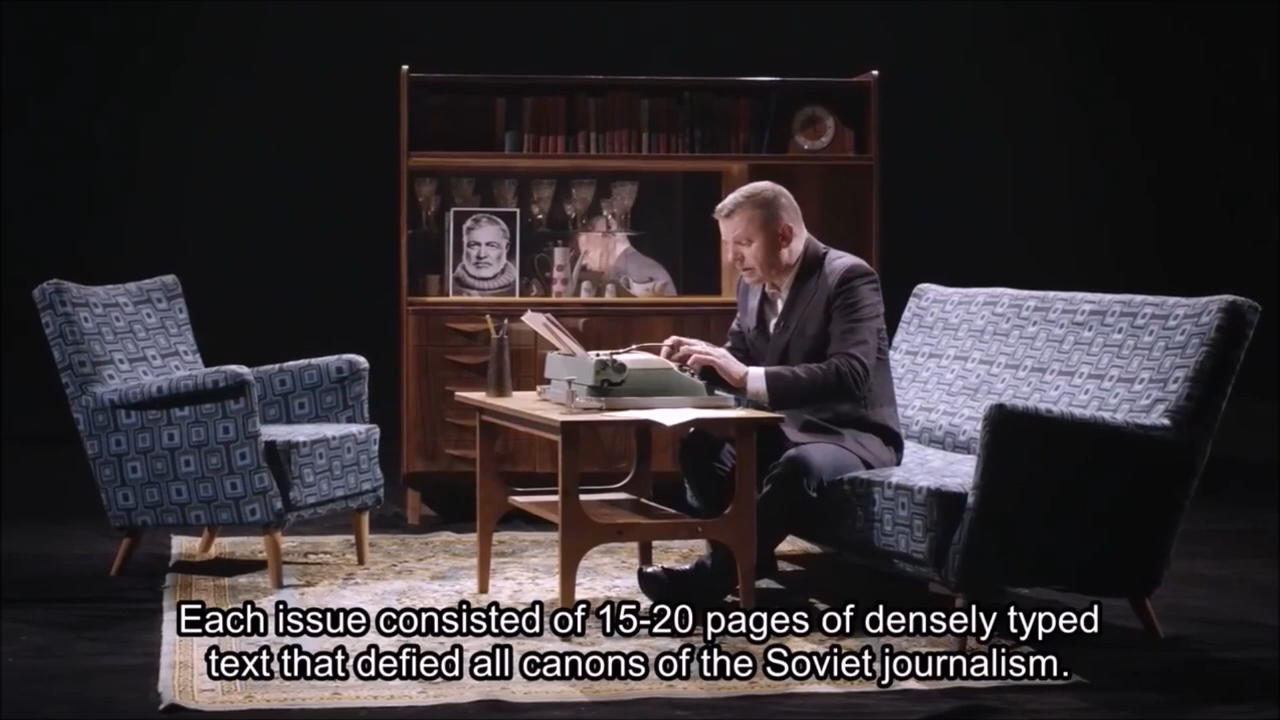 Each issue consisted of 15-20 pages of densely typed
text that defied all canons of the Soviet journalism.